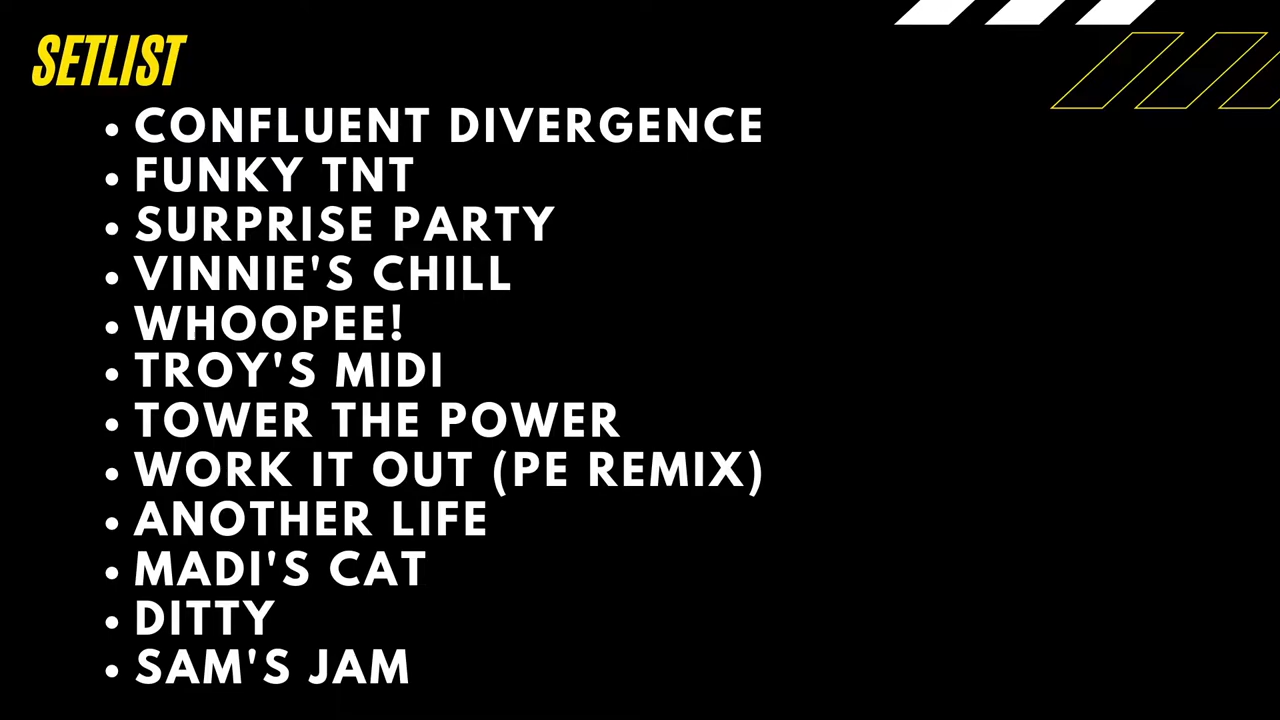 SETLIST
• CONFLUENT DIVERGENCE
• FUNKY TNT
• SURPRISE PARTY
• VINNIE'S CHILL
• WHOOPEE!
• TROY'S MIDI
• TOWER THE POWER
• WORK IT OUT (PE REMIX)
• ANOTHER LIFE
• MADI'S CAT
• DITTY
• SAM'S JAM